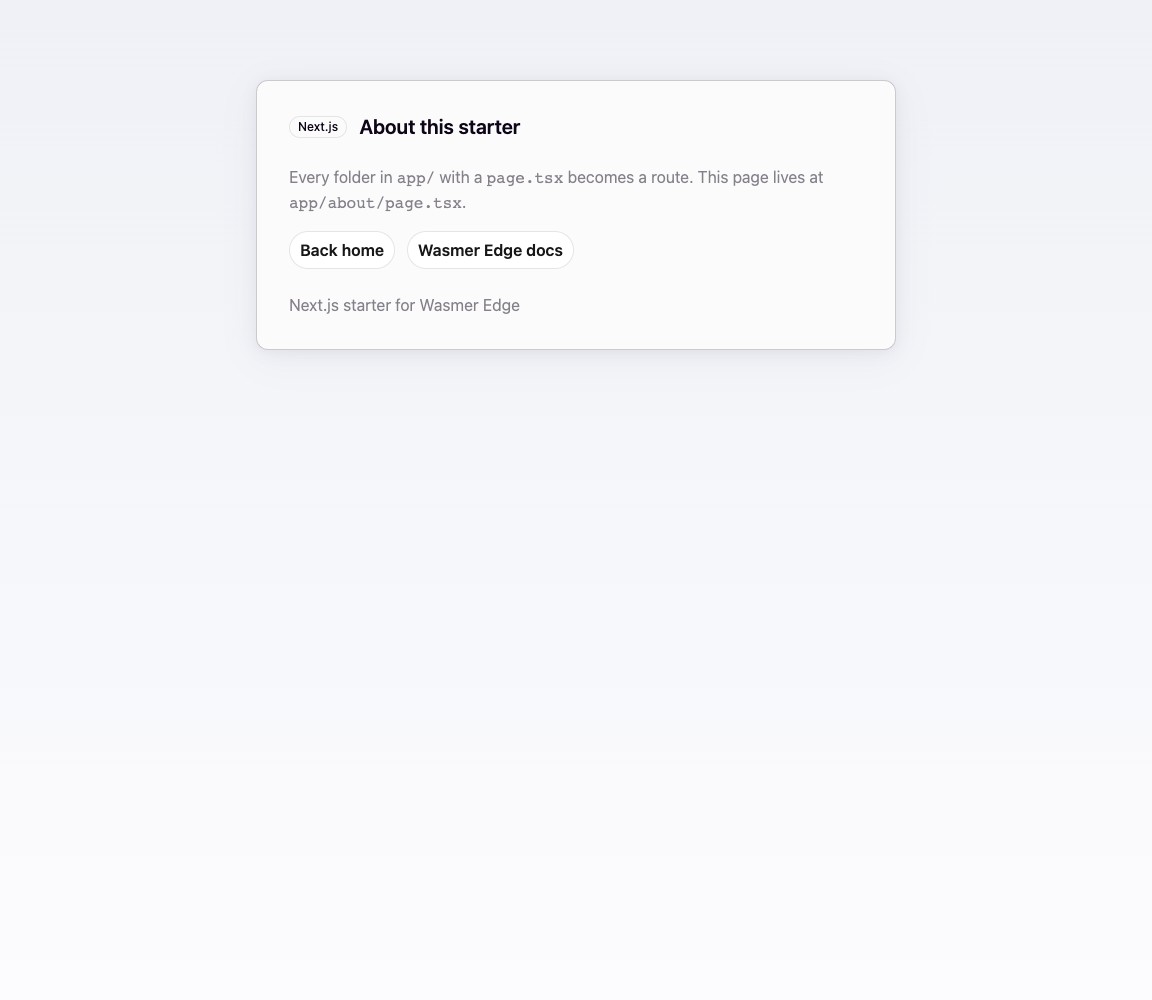 Next.js About this starter
Every folder in app/ with a page.tsx becomes a route. This page lives at
app/about/page.tsx.
Back home Wasmer Edge docs
Next.js starter for Wasmer Edge